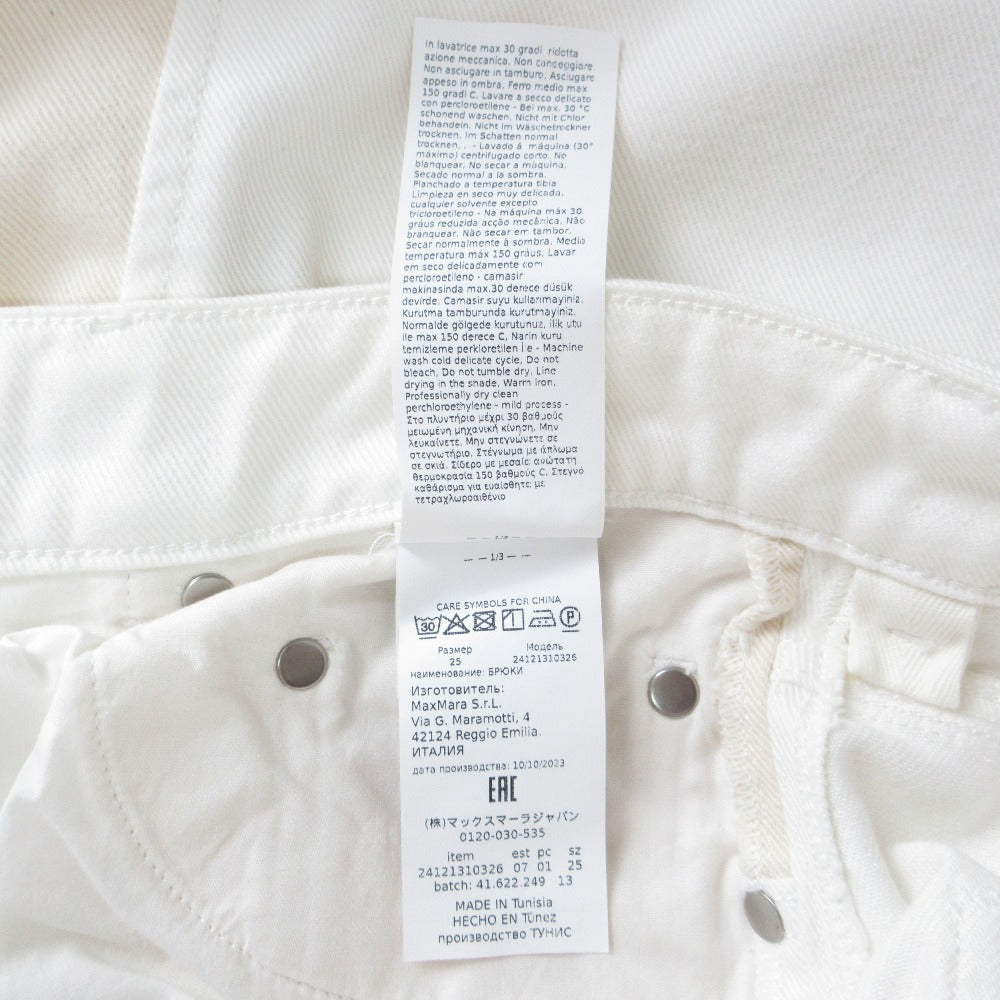 In lavatrice max 30 gradi ridotta
azione meccanica. Non candeggiare.
Non asciugare in tamburo. Asciugare
appeso in ombra. Ferro medio max
150 gradi C. Lavare a secco delicato
con percloroetilene - Bei max. 30 °C
schonend waschen. Nicht mit Chlor
behandeln. Nicht im Wäschetrockner
trocknen. Im Schatten normal
trocknen. . - Lavado á máquina (30°
máximo) centrifugado corto. No
blanquear. No secar a máquina.
Secado normal a la sombra.
Planchado a temperatura tibia.
Limpieza en seco muy delicada,
cualquier solvente excepto
tricloroetileno - Na máquina máx 30
gráus reduzida acção mecânica. Não
branquear. Não secar em tambor.
Secar normalmente à sombra. Media
temperatura máx 150 gráus. Lavar
em seco delicadamente com
percloroetileno - camasir
makinasinda max.30 derece düsük
devirde. Camasir suyu kullanmayiniz.
Kurutma tamburunda kurutmayiniz.
Normalde gölgede kurutunuz. ilik utu
ile max 150 derece C. Narin kuru
temizleme perkloretilen İ e - Machine
wash cold delicate cycle. Do not
bleach. Do not tumble dry. Line
drying in the shade. Warm iron.
Professionally dry clean
perchloroethylene - mild process -
Στο πλυντήριο μέχρι 30 βαθμούς
μειωμένη μηχανική κίνηση. Μην
λευκαίνετε. Μην στεγνώνετε σε
στεγνωτήριο. Στέγνωμα με άπλωμα
σε σκιά. Σίδερο με μεσαία ανώτατη
θερμοκρασία 150 βαθμούς C. Στεγνό
καθάρισμα για ευαίσθητα με
τετραχλωροαιθένιο
— — 1/3 — —
CARE SYMBOLS FOR CHINA
30 P
Размер Модель
25 24121310326
наименование: БРЮКИ
Изготовитель:
MaxMara S.r.L.
Via G. Maramotti, 4
42124 Reggio Emilia.
ИТАЛИЯ
дата производства: 10/10/2023
EAC
(株)マックスマーラジャパン
0120-030-535
item est pc sz
24121310326 07 01 25
batch: 41.622.249 13
MADE IN Tunisia
HECHO EN Túnez
производство ТУНИС